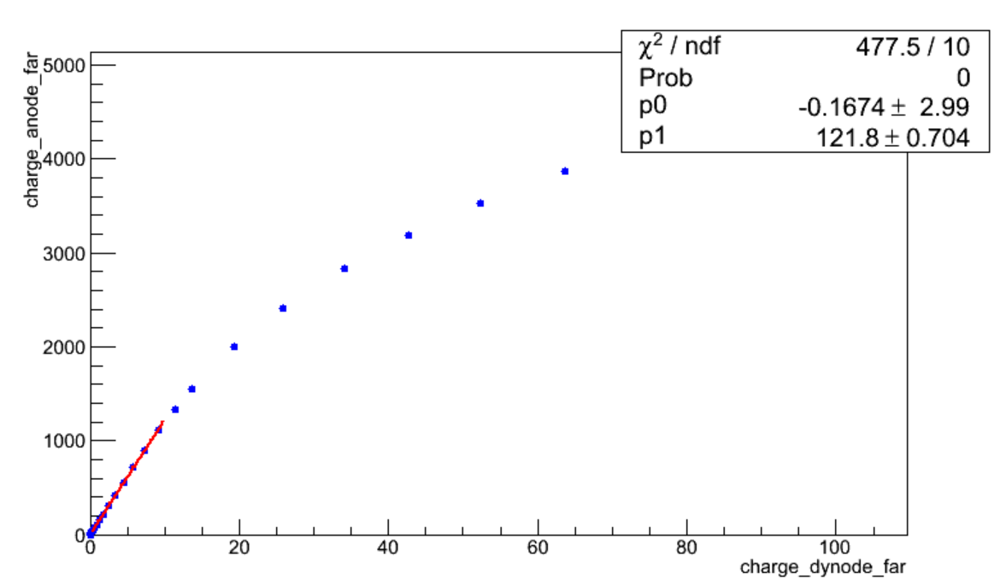 χ² / ndf 477.5 / 10
Prob 0
p0 -0.1674 ± 2.99
p1 121.8 ± 0.704
charge_anode_far
5000
4000
3000
2000
1000
0
0 20 40 60 80 100
charge_dynode_far